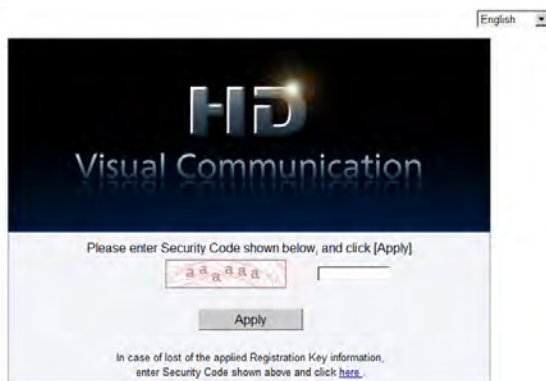 English
HD
Visual Communication
Please enter Security Code shown below, and click [Apply]
a a a a a a
Apply
In case of lost of the applied Registration Key information,
enter Security Code shown above and click here .